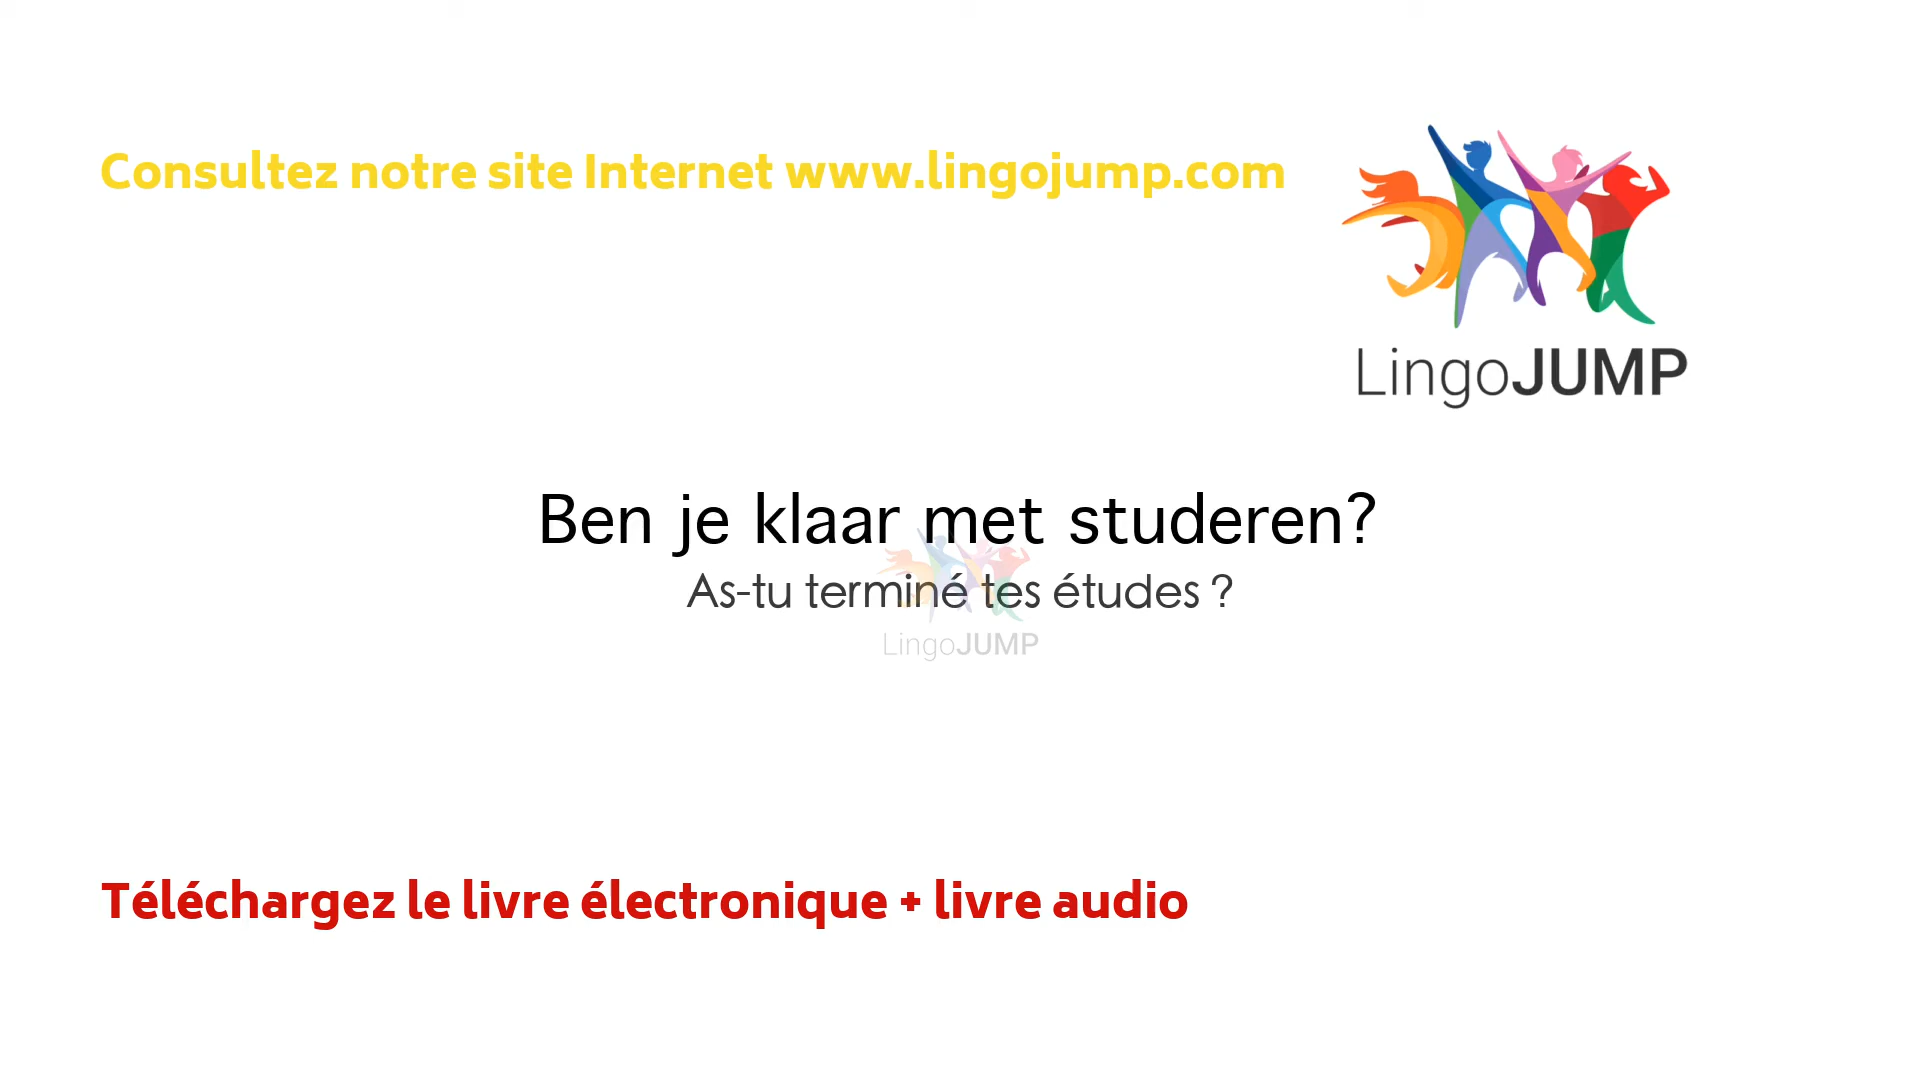 Consultez notre site Internet www.lingojump.com
LingoJUMP
Ben je klaar met studeren?
As-tu terminé tes études ?
LingoJUMP
Téléchargez le livre électronique + livre audio